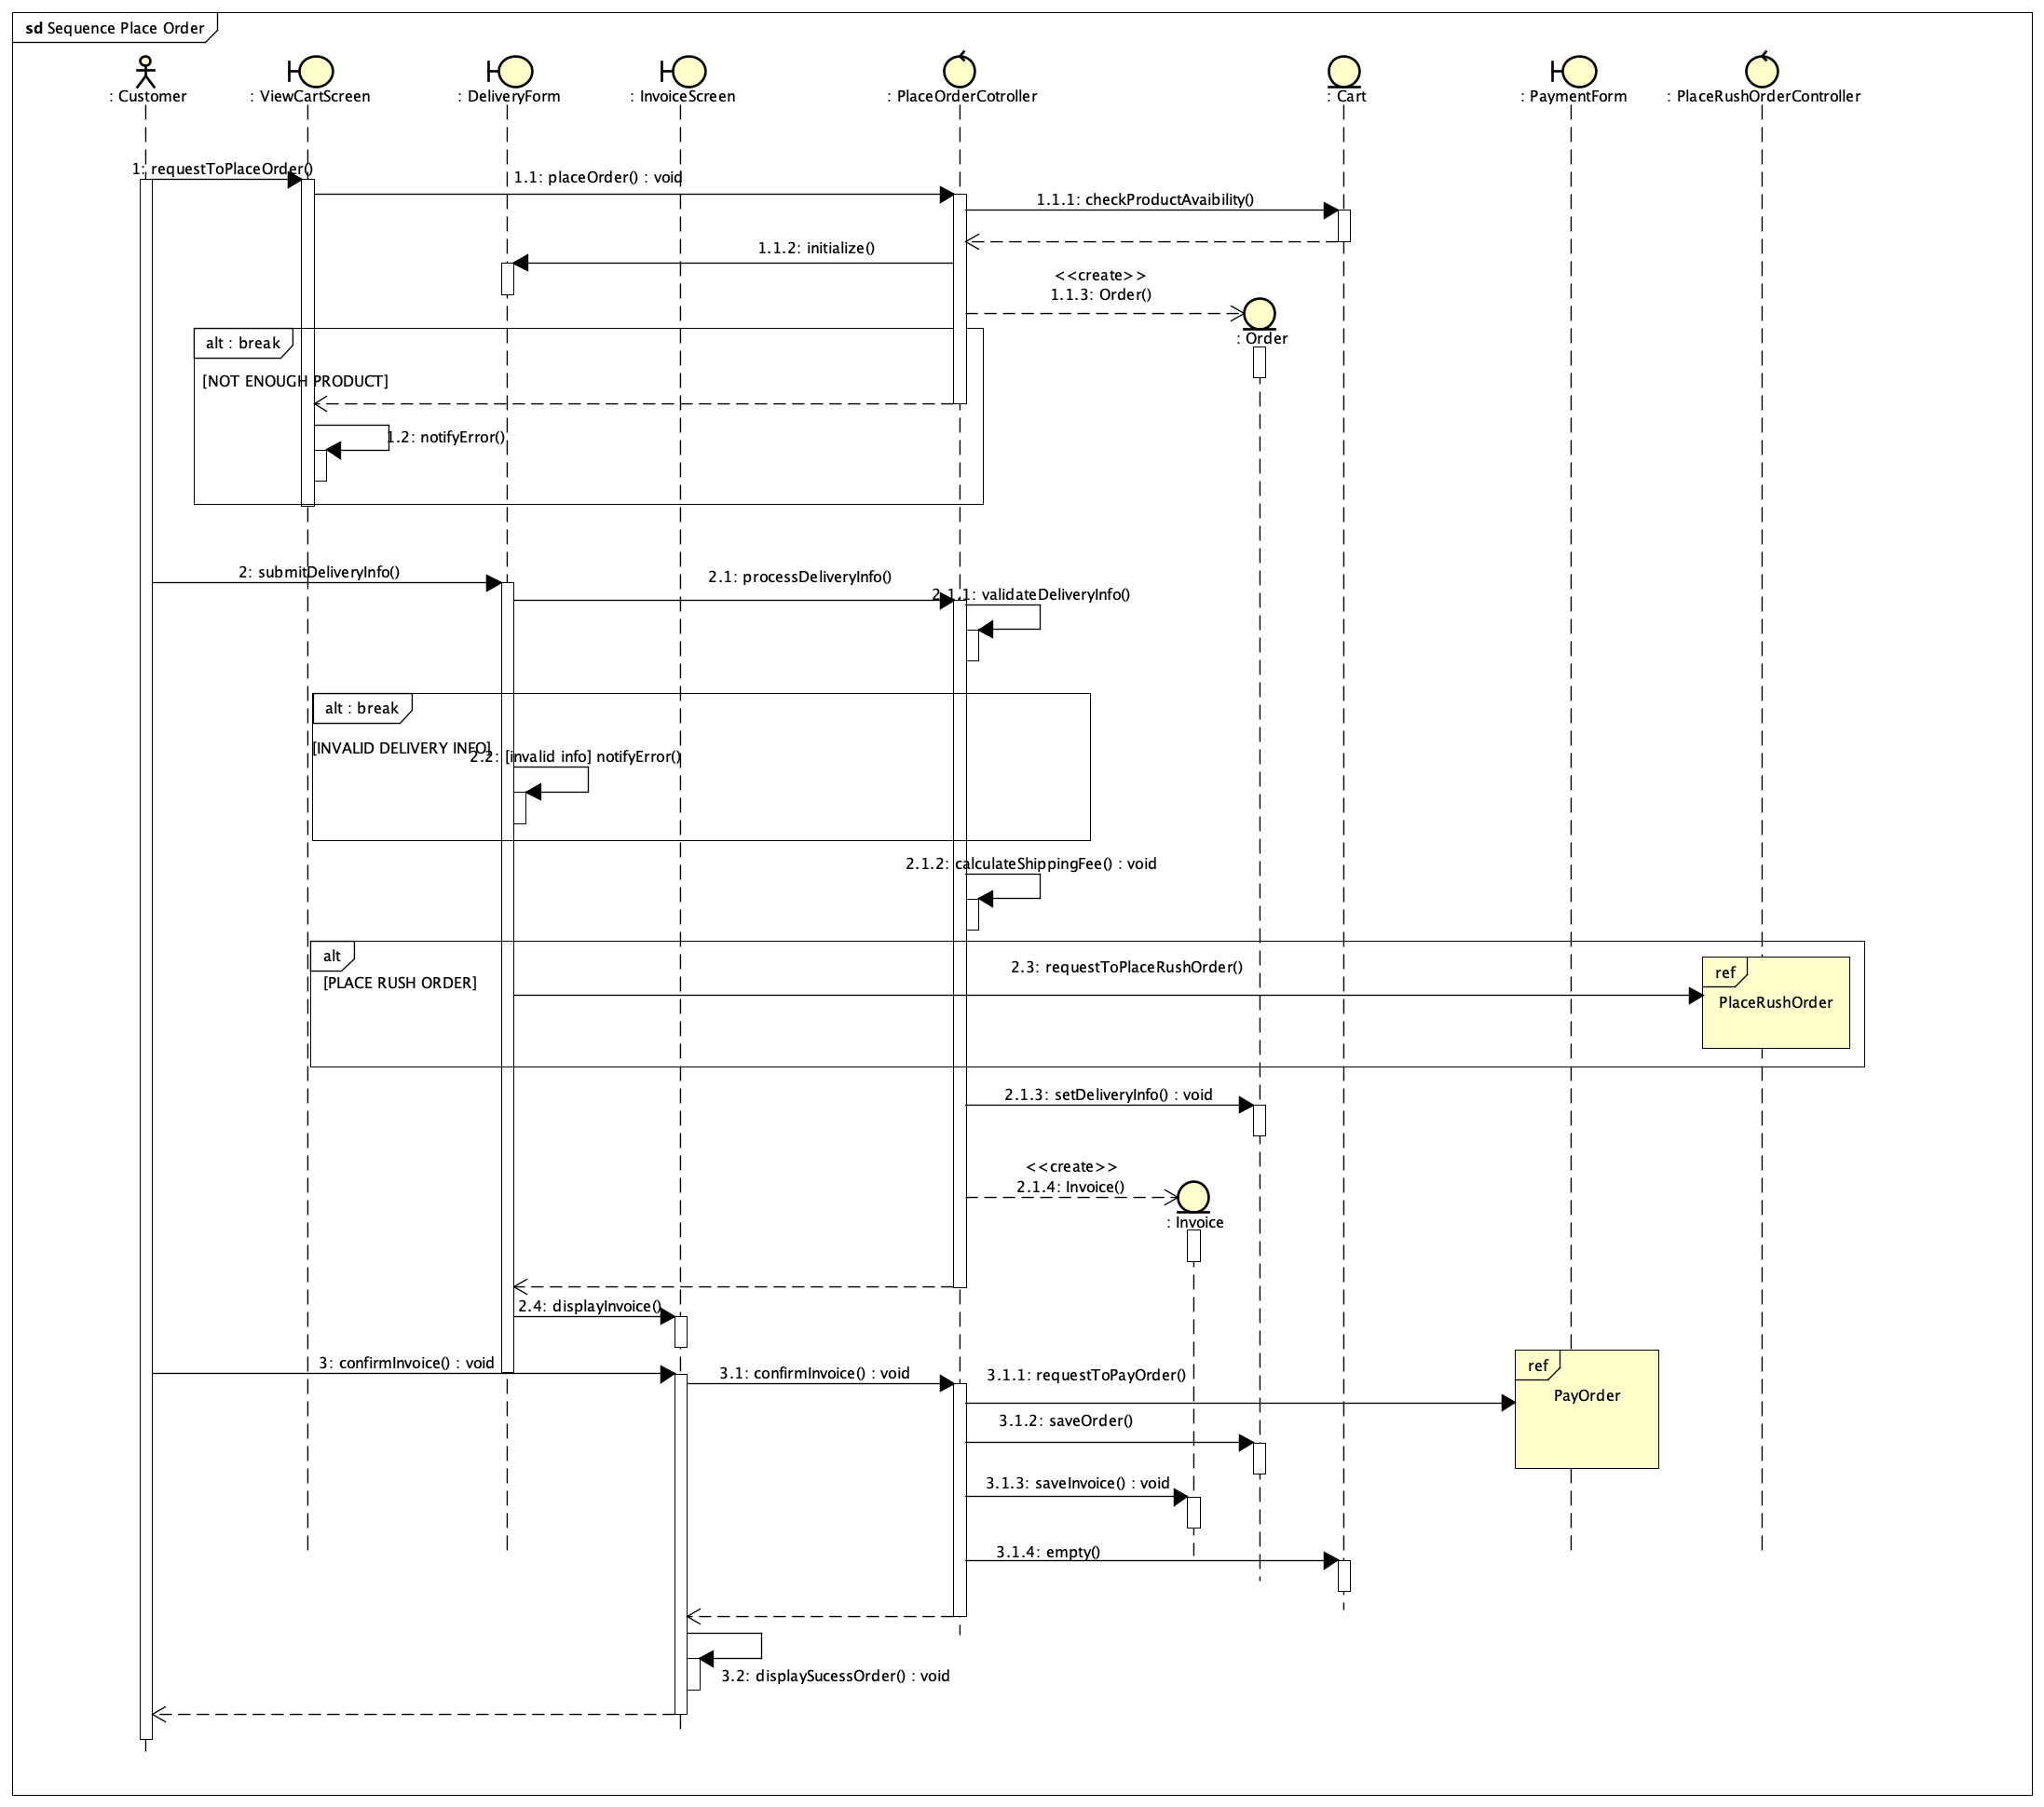 sd Sequence Place Order
: Customer
: ViewCartScreen
: DeliveryForm
: InvoiceScreen
: PlaceOrderCotroller
: Cart
: PaymentForm
: PlaceRushOrderController
1: requestToPlaceOrder()
1.1: placeOrder() : void
1.1.1: checkProductAvaibility()
1.1.2: initialize()
<<create>>
1.1.3: Order()
: Order
alt : break
[NOT ENOUGH PRODUCT]
1.2: notifyError()
2: submitDeliveryInfo()
2.1: processDeliveryInfo()
2.1.1: validateDeliveryInfo()
alt : break
[INVALID DELIVERY INFO]
2.2: [invalid info] notifyError()
2.1.2: calculateShippingFee() : void
alt
[PLACE RUSH ORDER]
2.3: requestToPlaceRushOrder()
ref
PlaceRushOrder
2.1.3: setDeliveryInfo() : void
<<create>>
2.1.4: Invoice()
: Invoice
2.4: displayInvoice()
3: confirmInvoice() : void
3.1: confirmInvoice() : void
3.1.1: requestToPayOrder()
ref
PayOrder
3.1.2: saveOrder()
3.1.3: saveInvoice() : void
3.1.4: empty()
3.2: displaySucessOrder() : void